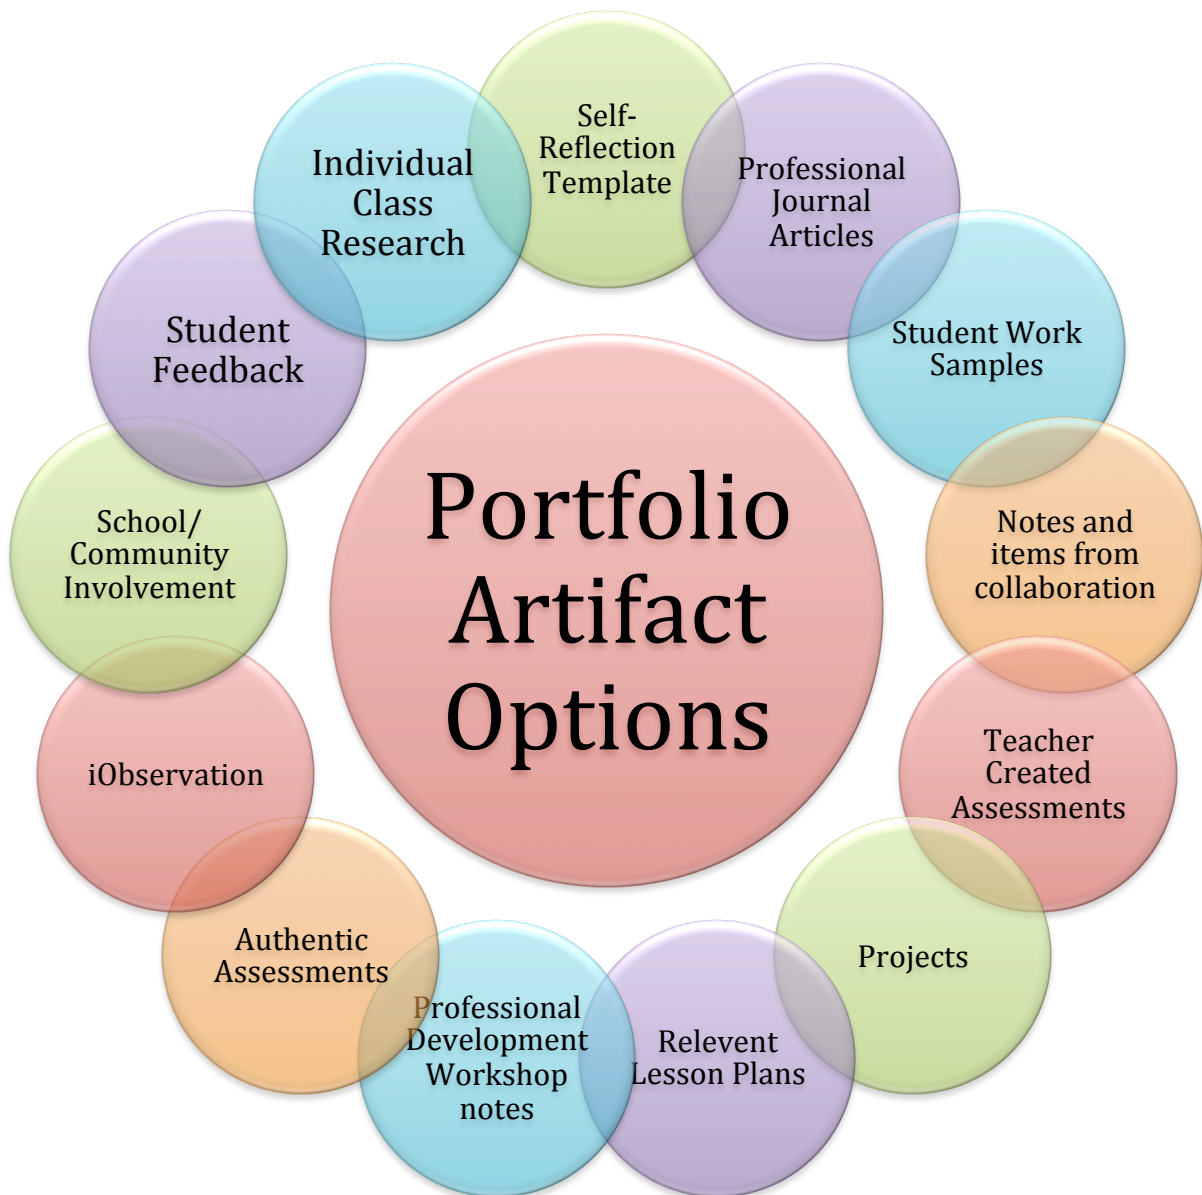 Self-
Reflection
Template
Professional
Journal
Articles
Student Work
Samples
Notes and
items from
collaboration
Teacher
Created
Assessments
Projects
Relevent
Lesson Plans
Professional
Development
Workshop
notes
Authentic
Assessments
iObservation
School/
Community
Involvement
Student
Feedback
Individual
Class
Research
Portfolio
Artifact
Options